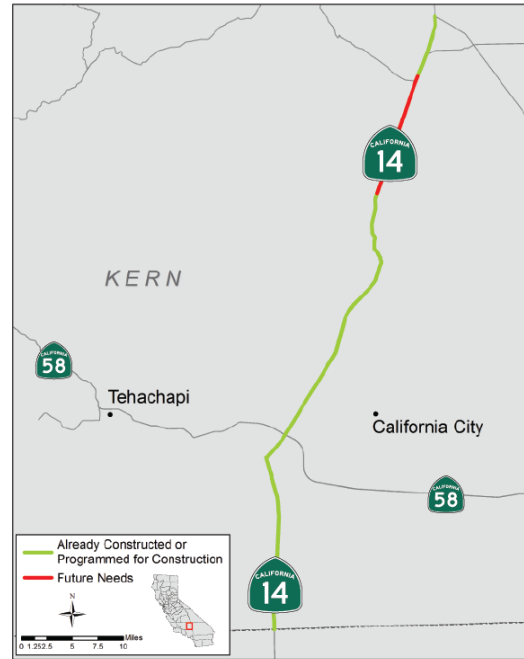 CALIFORNIA
14
KERN
CALIFORNIA
58
Tehachapi
California City
CALIFORNIA
58
Already Constructed or
Programmed for Construction
Future Needs
CALIFORNIA
14
N
Miles
0 1.252.5 5 7.5 10